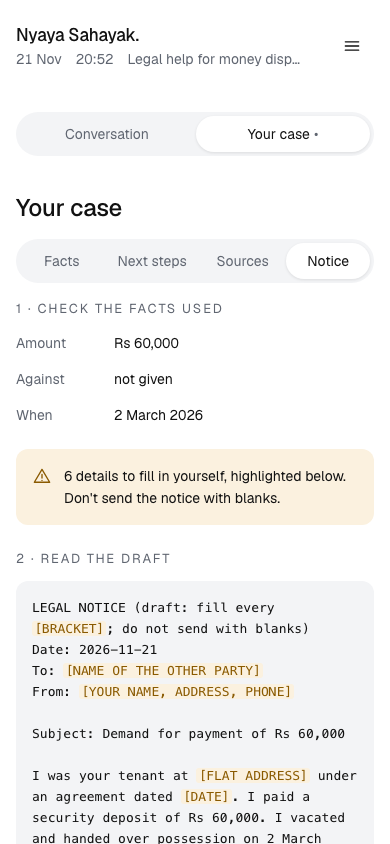 Nyaya Sahayak.
21 Nov 20:52 Legal help for money disp...
Conversation
Your case •
Your case
Facts Next steps Sources Notice
1 · CHECK THE FACTS USED
Amount Rs 60,000
Against not given
When 2 March 2026
6 details to fill in yourself, highlighted below.
Don't send the notice with blanks.
2 · READ THE DRAFT
LEGAL NOTICE (draft: fill every
[BRACKET]; do not send with blanks)
Date: 2026-11-21
To: [NAME OF THE OTHER PARTY]
From: [YOUR NAME, ADDRESS, PHONE]
Subject: Demand for payment of Rs 60,000
I was your tenant at [FLAT ADDRESS] under
an agreement dated [DATE]. I paid a
security deposit of Rs 60,000. I vacated
and handed over possession on 2 March